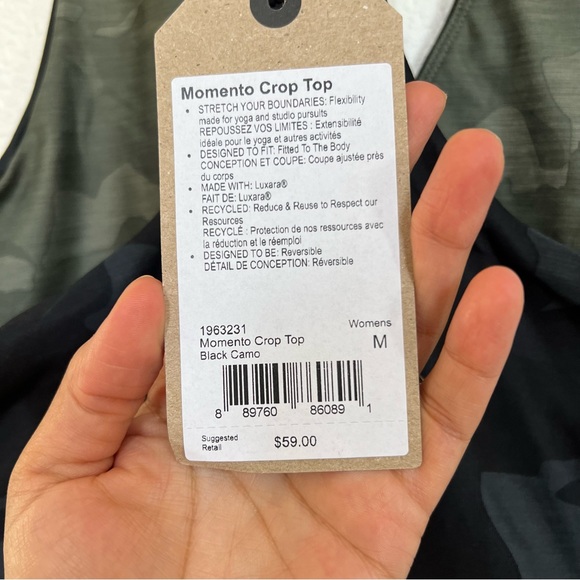 Momento Crop Top
• STRETCH YOUR BOUNDARIES: Flexibility
made for yoga and studio pursuits
REPOUSSEZ VOS LIMITES : Extensibilité
idéale pour le yoga et autres activités
• DESIGNED TO FIT: Fitted To The Body
CONCEPTION ET COUPE: Coupe ajustée près
du corps
• MADE WITH: Luxara®
FAIT DE: Luxara®
• RECYCLED: Reduce & Reuse to Respect our
Resources
RECYCLÉ : Protection de nos ressources avec
la réduction et le réemploi
• DESIGNED TO BE: Reversible
DÉTAIL DE CONCEPTION: Réversible
1963231 Womens
Momento Crop Top M
Black Camo
8 89760 86089 1
Suggested
Retail $59.00